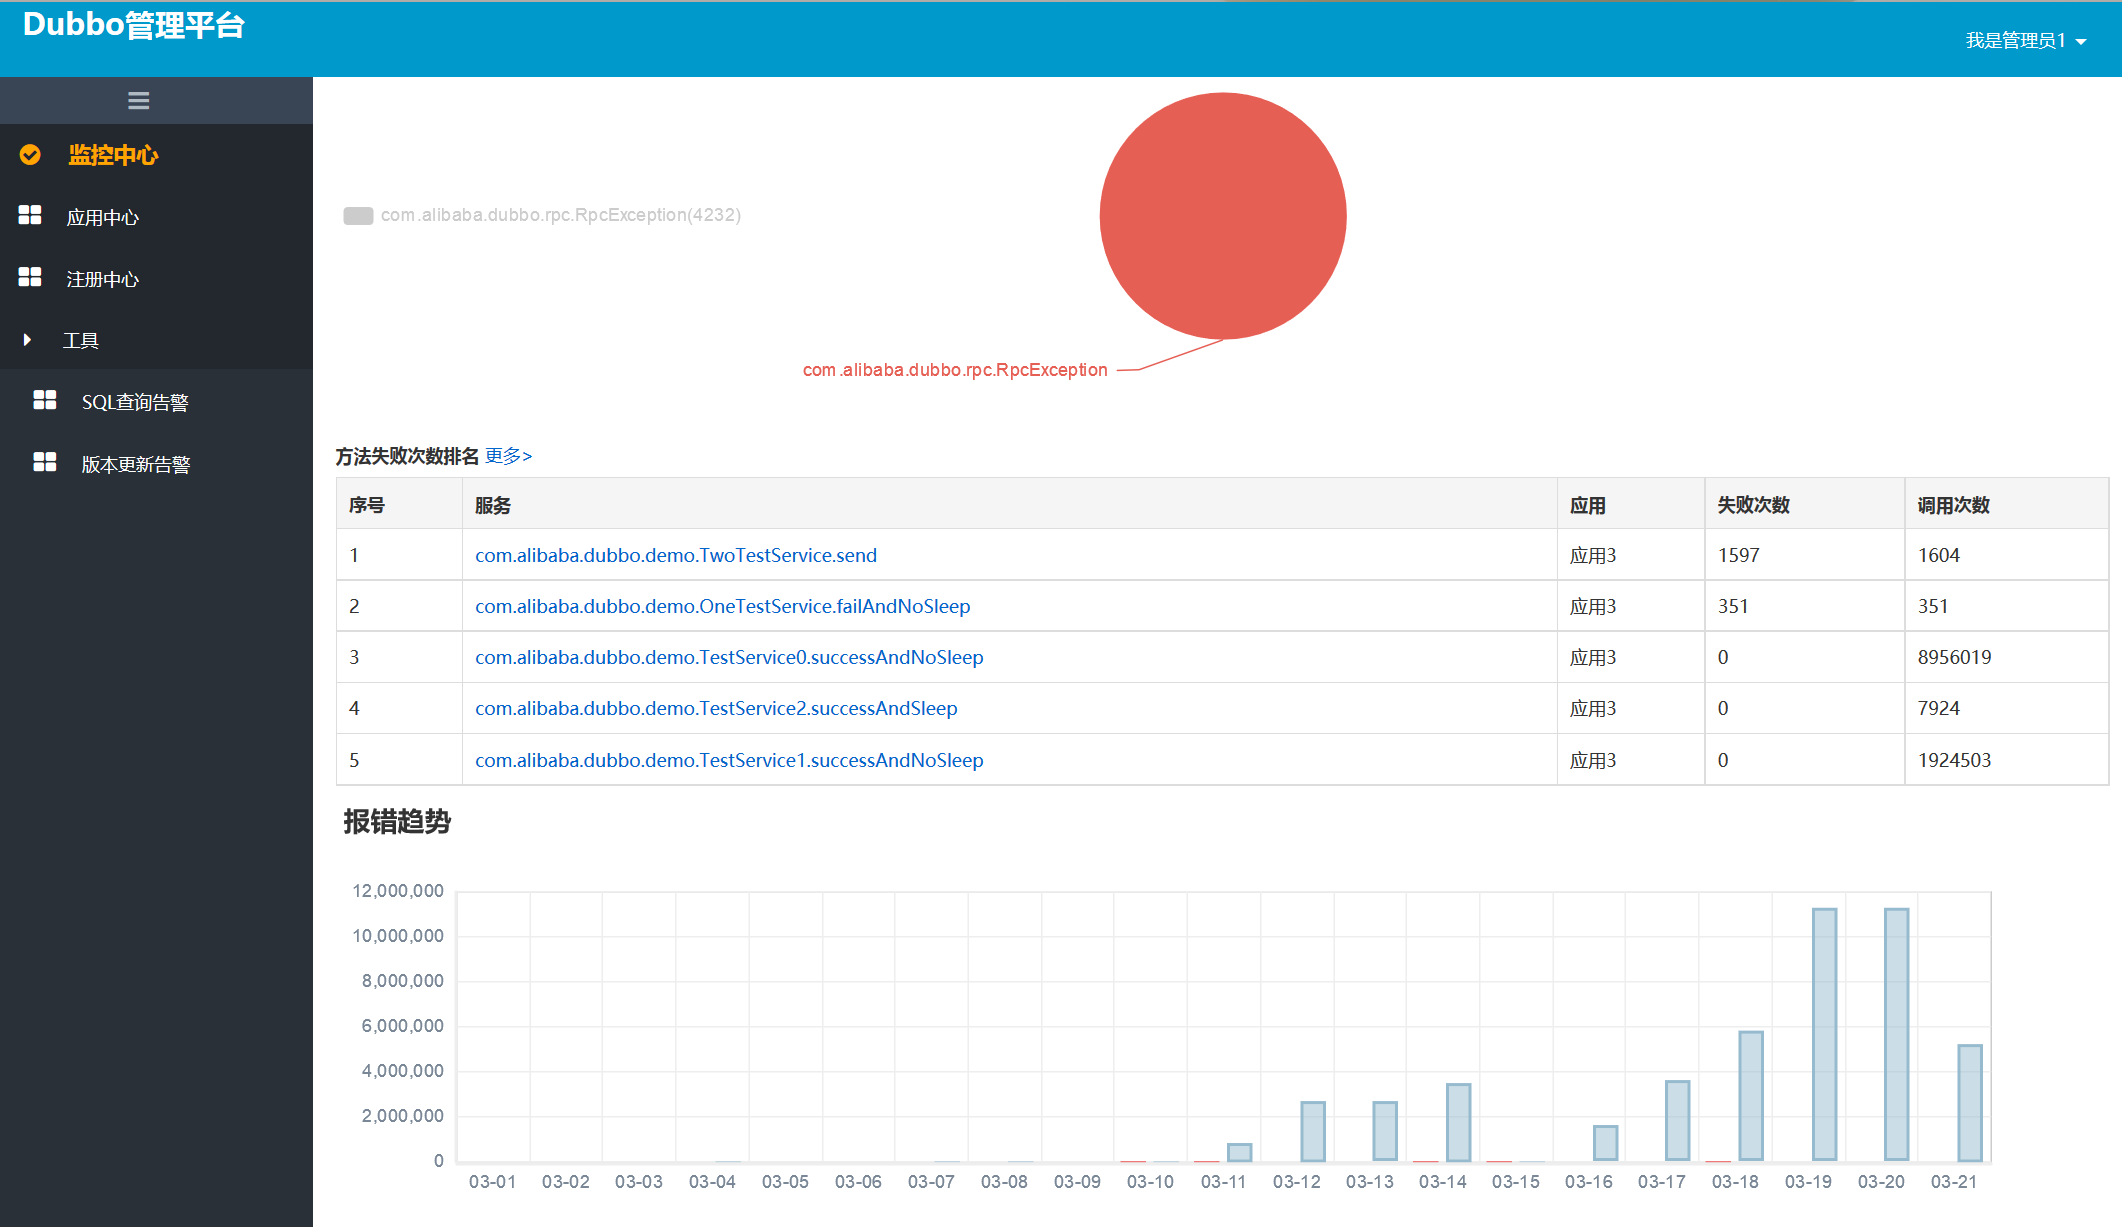 Dubbo管理平台
我是管理员1
监控中心
应用中心
注册中心
工具
SQL查询告警
版本更新告警
com.alibaba.dubbo.rpc.RpcException(4232)
com.alibaba.dubbo.rpc.RpcException
方法失败次数排名 更多>
序号 服务 应用 失败次数 调用次数
1 com.alibaba.dubbo.demo.TwoTestService.send 应用3 1597 1604
2 com.alibaba.dubbo.demo.OneTestService.failAndNoSleep 应用3 351 351
3 com.alibaba.dubbo.demo.TestService0.successAndNoSleep 应用3 0 8956019
4 com.alibaba.dubbo.demo.TestService2.successAndSleep 应用3 0 7924
5 com.alibaba.dubbo.demo.TestService1.successAndNoSleep 应用3 0 1924503
报错趋势
12,000,000
10,000,000
8,000,000
6,000,000
4,000,000
2,000,000
0
03-01 03-02 03-03 03-04 03-05 03-06 03-07 03-08 03-09 03-10 03-11 03-12 03-13 03-14 03-15 03-16 03-17 03-18 03-19 03-20 03-21